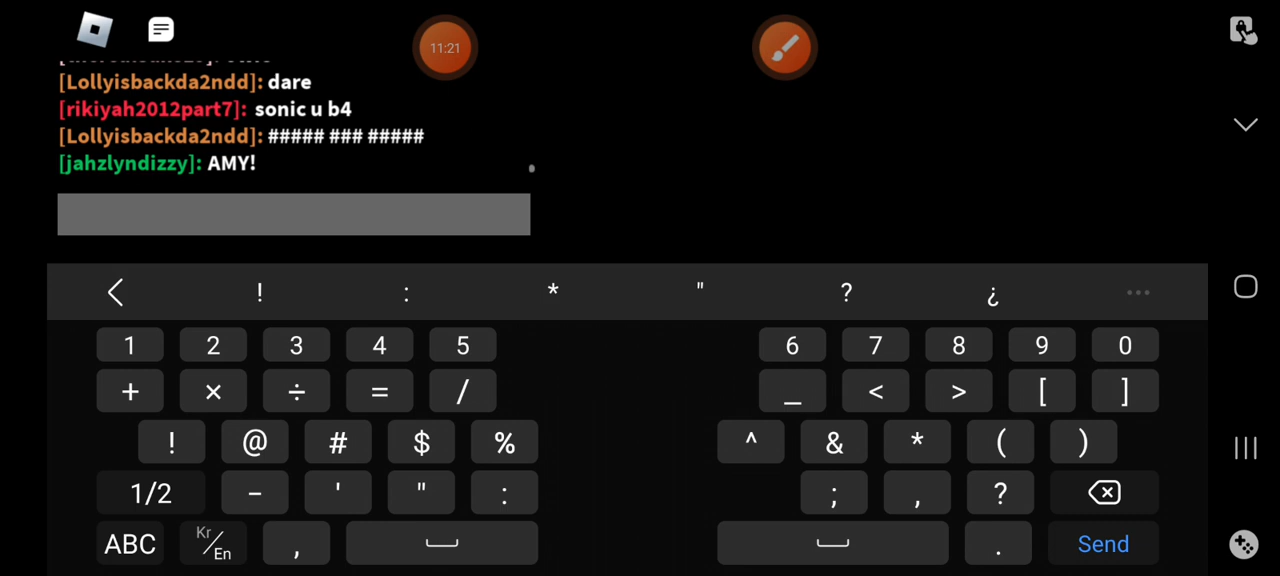 11:21
[Lollyisbackda2ndd]: dare
[rikiyah2012part7]: sonic u b4
[Lollyisbackda2ndd]: ##### ### #####
[jahzlyndizzy]: AMY!
! : * " ? ¿ ···
1 2 3 4 5 6 7 8 9 0
+ × ÷ = / _ < > [ ]
! @ # $ % ^ & * ( )
1/2 - ' " : ; , ?
ABC Kr/En , . Send